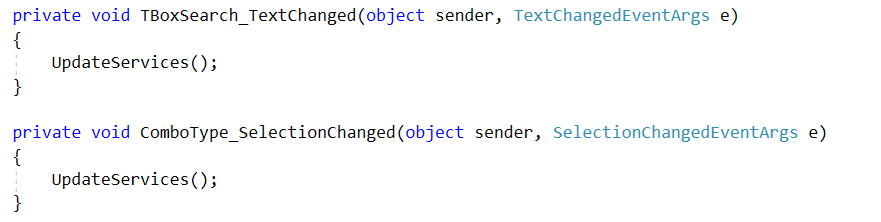 private void TBoxSearch_TextChanged(object sender, TextChangedEventArgs e)
{
    UpdateServices();
}

private void ComboType_SelectionChanged(object sender, SelectionChangedEventArgs e)
{
    UpdateServices();
}